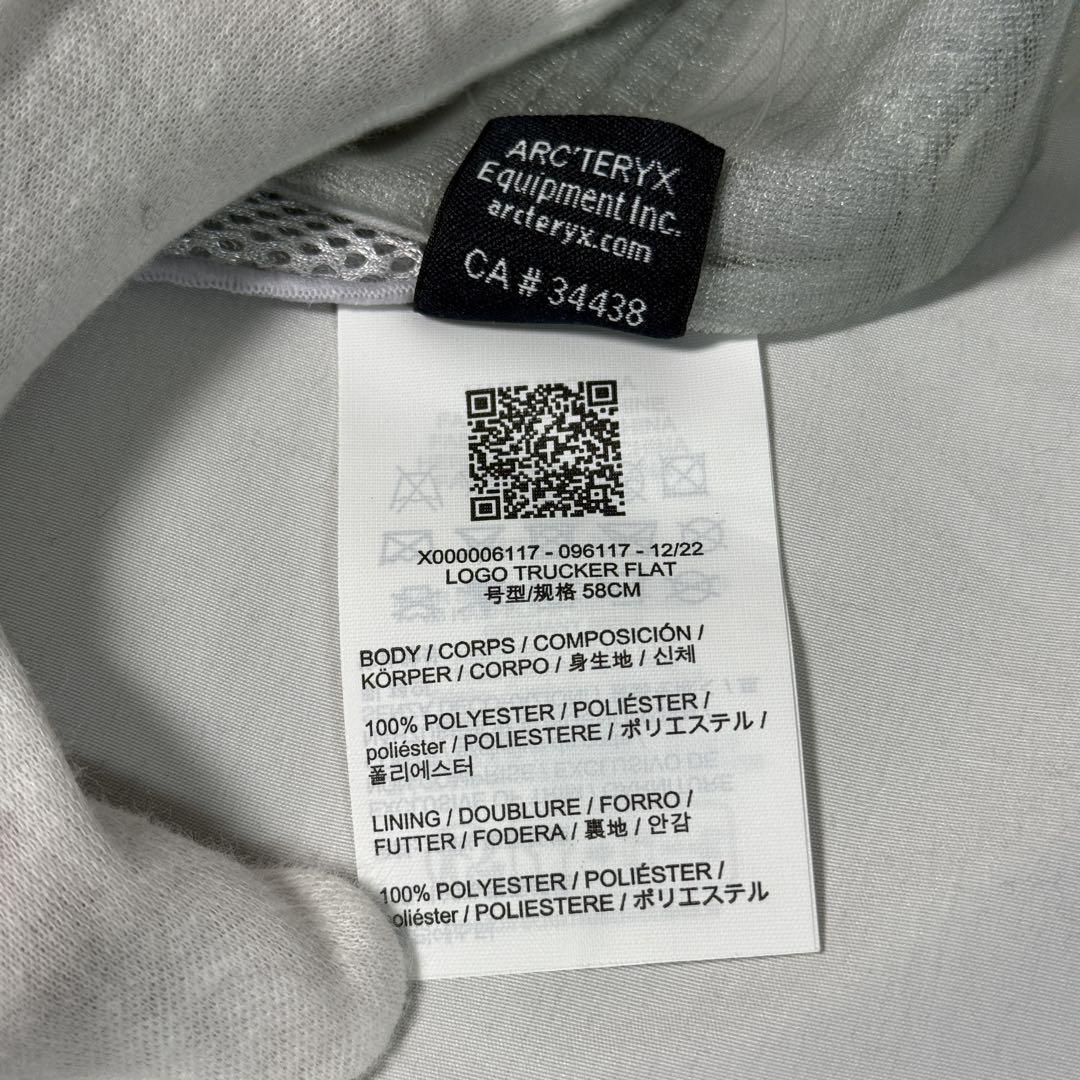 ARC'TERYX
Equipment Inc.
arcteryx.com
CA # 34438
X000006117 - 096117 - 12/22
LOGO TRUCKER FLAT
号型/规格 58CM
BODY / CORPS / COMPOSICIÓN /
KÖRPER / CORPO / 身生地 / 신체
100% POLYESTER / POLIÉSTER /
poliéster / POLIESTERE / ポリエステル /
폴리에스터
LINING / DOUBLURE / FORRO /
FUTTER / FODERA / 裏地 / 안감
100% POLYESTER / POLIÉSTER /
oliéster / POLIESTERE / ポリエステル